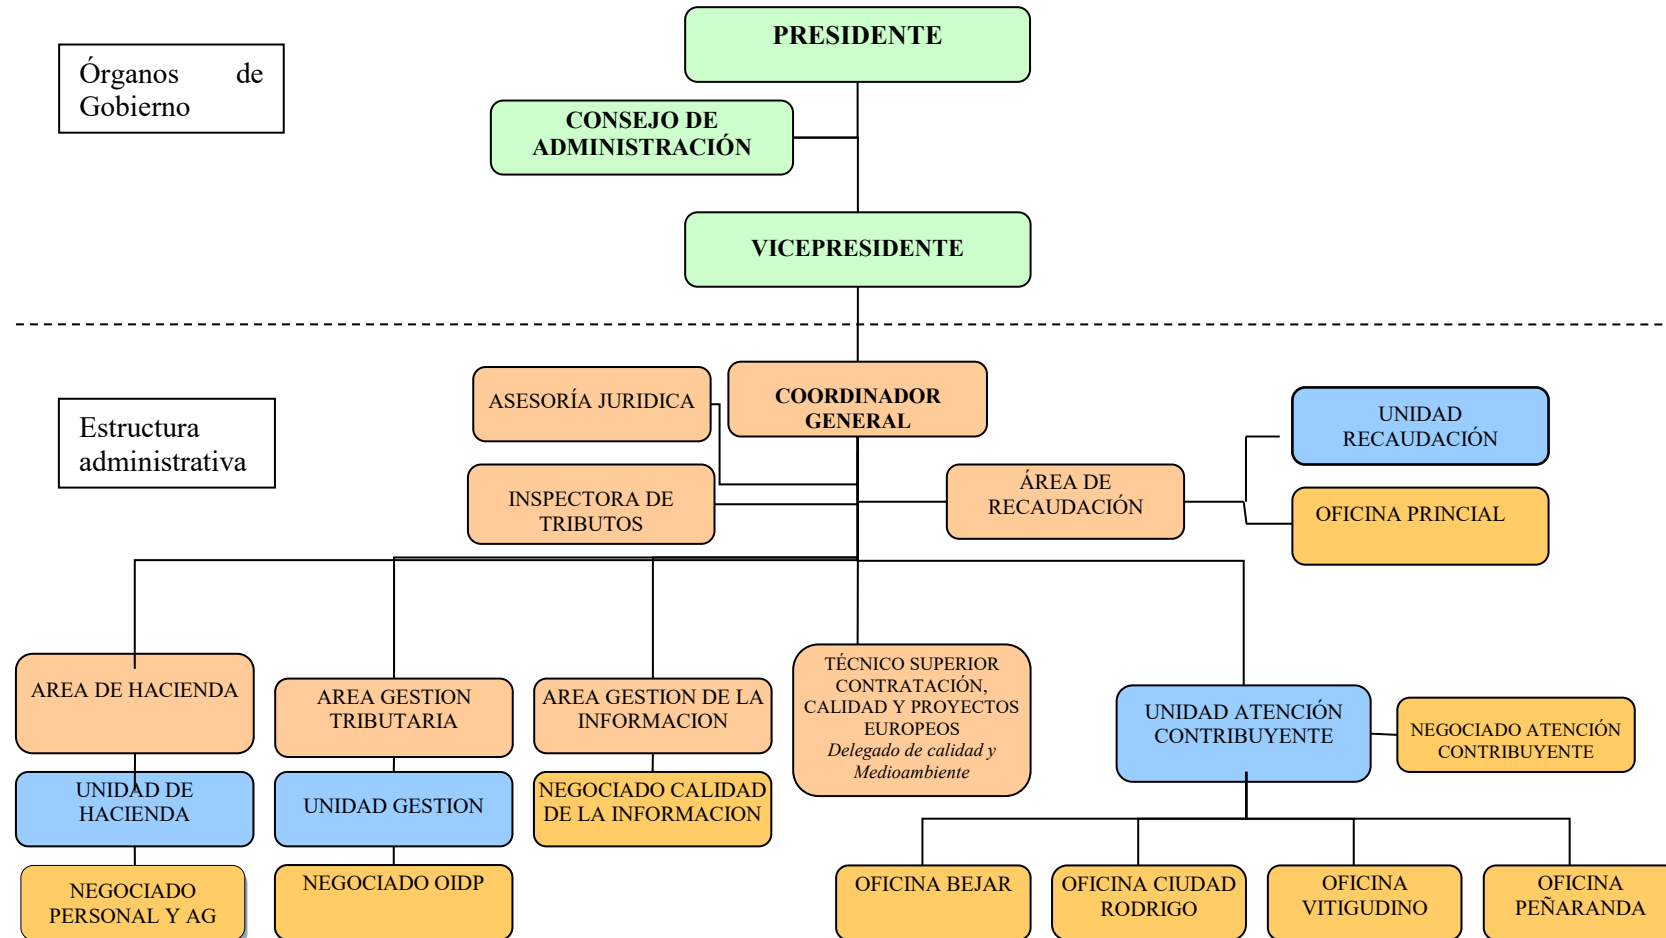 PRESIDENTE
Órganos de
Gobierno
CONSEJO DE
ADMINISTRACIÓN
VICEPRESIDENTE
Estructura
administrativa
ASESORÍA JURIDICA
COORDINADOR
GENERAL
UNIDAD
RECAUDACIÓN
INSPECTORA DE
TRIBUTOS
ÁREA DE
RECAUDACIÓN
OFICINA PRINCIAL
AREA DE HACIENDA
AREA GESTION
TRIBUTARIA
AREA GESTION DE LA
INFORMACION
TÉCNICO SUPERIOR
CONTRATACIÓN,
CALIDAD Y PROYECTOS
EUROPEOS
Delegado de calidad y
Medioambiente
UNIDAD ATENCIÓN
CONTRIBUYENTE
NEGOCIADO ATENCIÓN
CONTRIBUYENTE
UNIDAD DE
HACIENDA
UNIDAD GESTION
NEGOCIADO CALIDAD
DE LA INFORMACION
NEGOCIADO
PERSONAL Y AG
NEGOCIADO OIDP
OFICINA BEJAR
OFICINA CIUDAD
RODRIGO
OFICINA
VITIGUDINO
OFICINA
PEÑARANDA